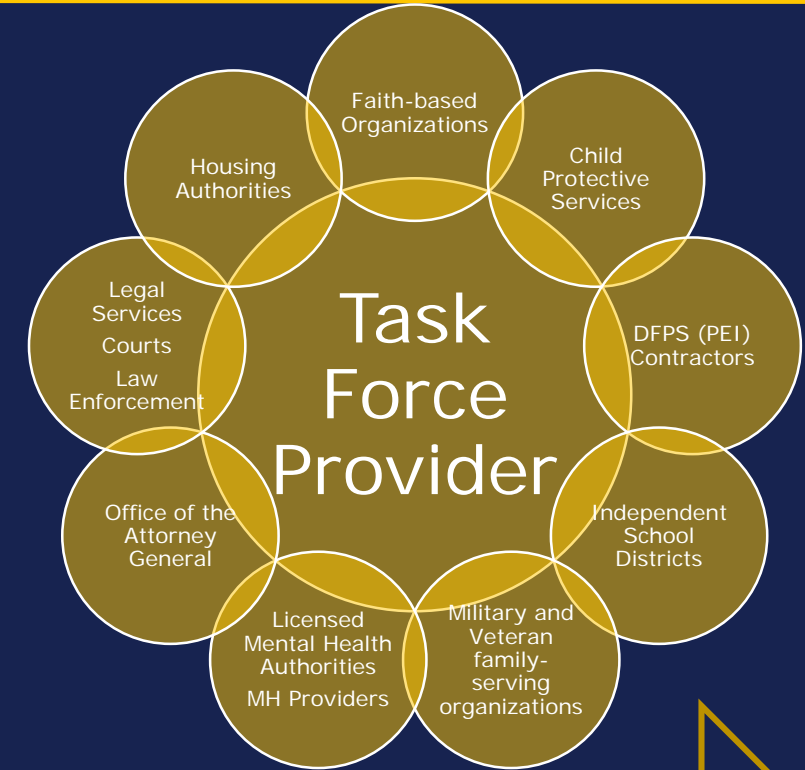 Faith-based
Organizations
Child
Protective
Services
DFPS (PEI)
Contractors
Independent
School
Districts
Military and
Veteran
family-
serving
organizations
Licensed
Mental Health
Authorities
MH Providers
Office of the
Attorney
General
Legal
Services
Courts
Law
Enforcement
Housing
Authorities
Task
Force
Provider